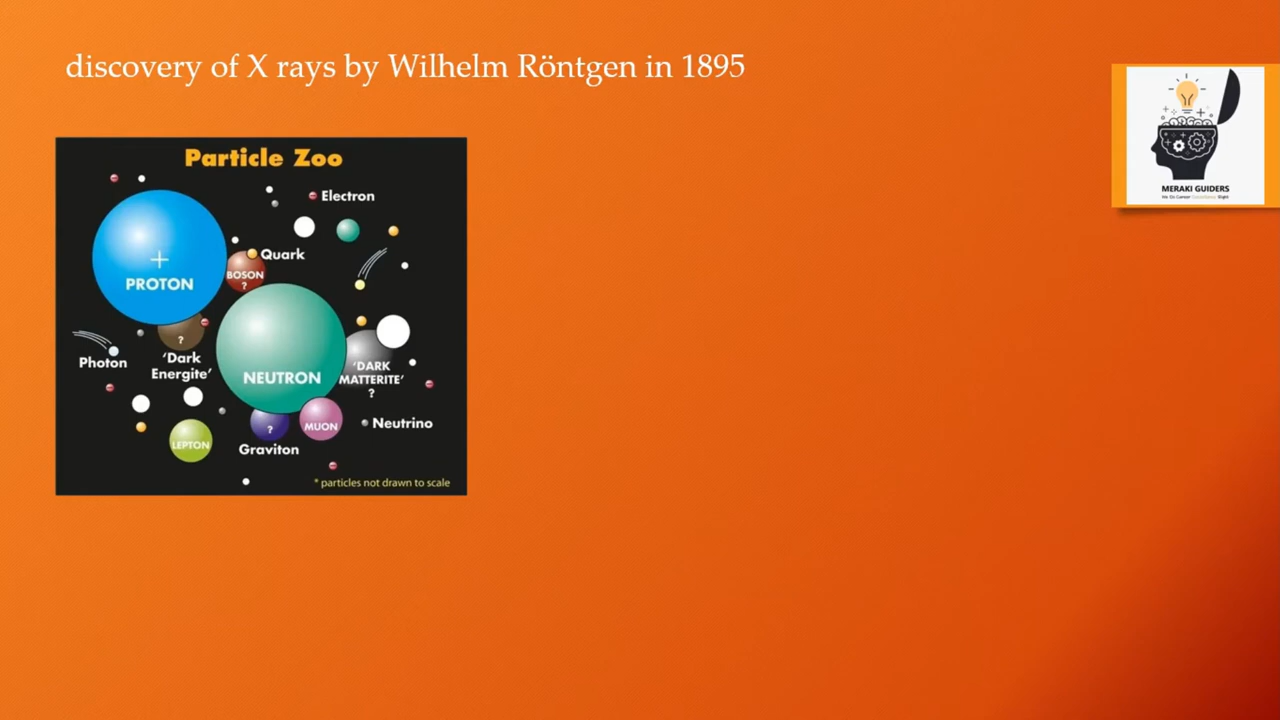 discovery of X rays by Wilhelm Röntgen in 1895
Particle Zoo
Electron
Quark
BOSON
?
+
PROTON
?
'Dark
Energite'
Photon
NEUTRON
'DARK
MATTERITE'
?
LEPTON
?
Graviton
MUON
Neutrino
* particles not drawn to scale
MERAKI GUIDERS